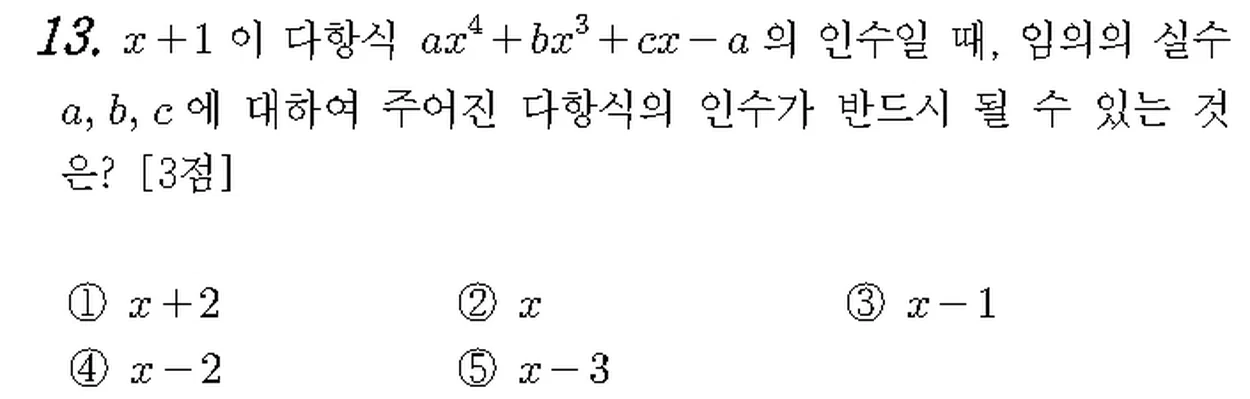 13. x+1 이 다항식 ax⁴+bx³+cx−a 의 인수일 때, 임의의 실수
a, b, c 에 대하여 주어진 다항식의 인수가 반드시 될 수 있는 것
은? [3점]
① x+2 ② x ③ x−1
④ x−2 ⑤ x−3